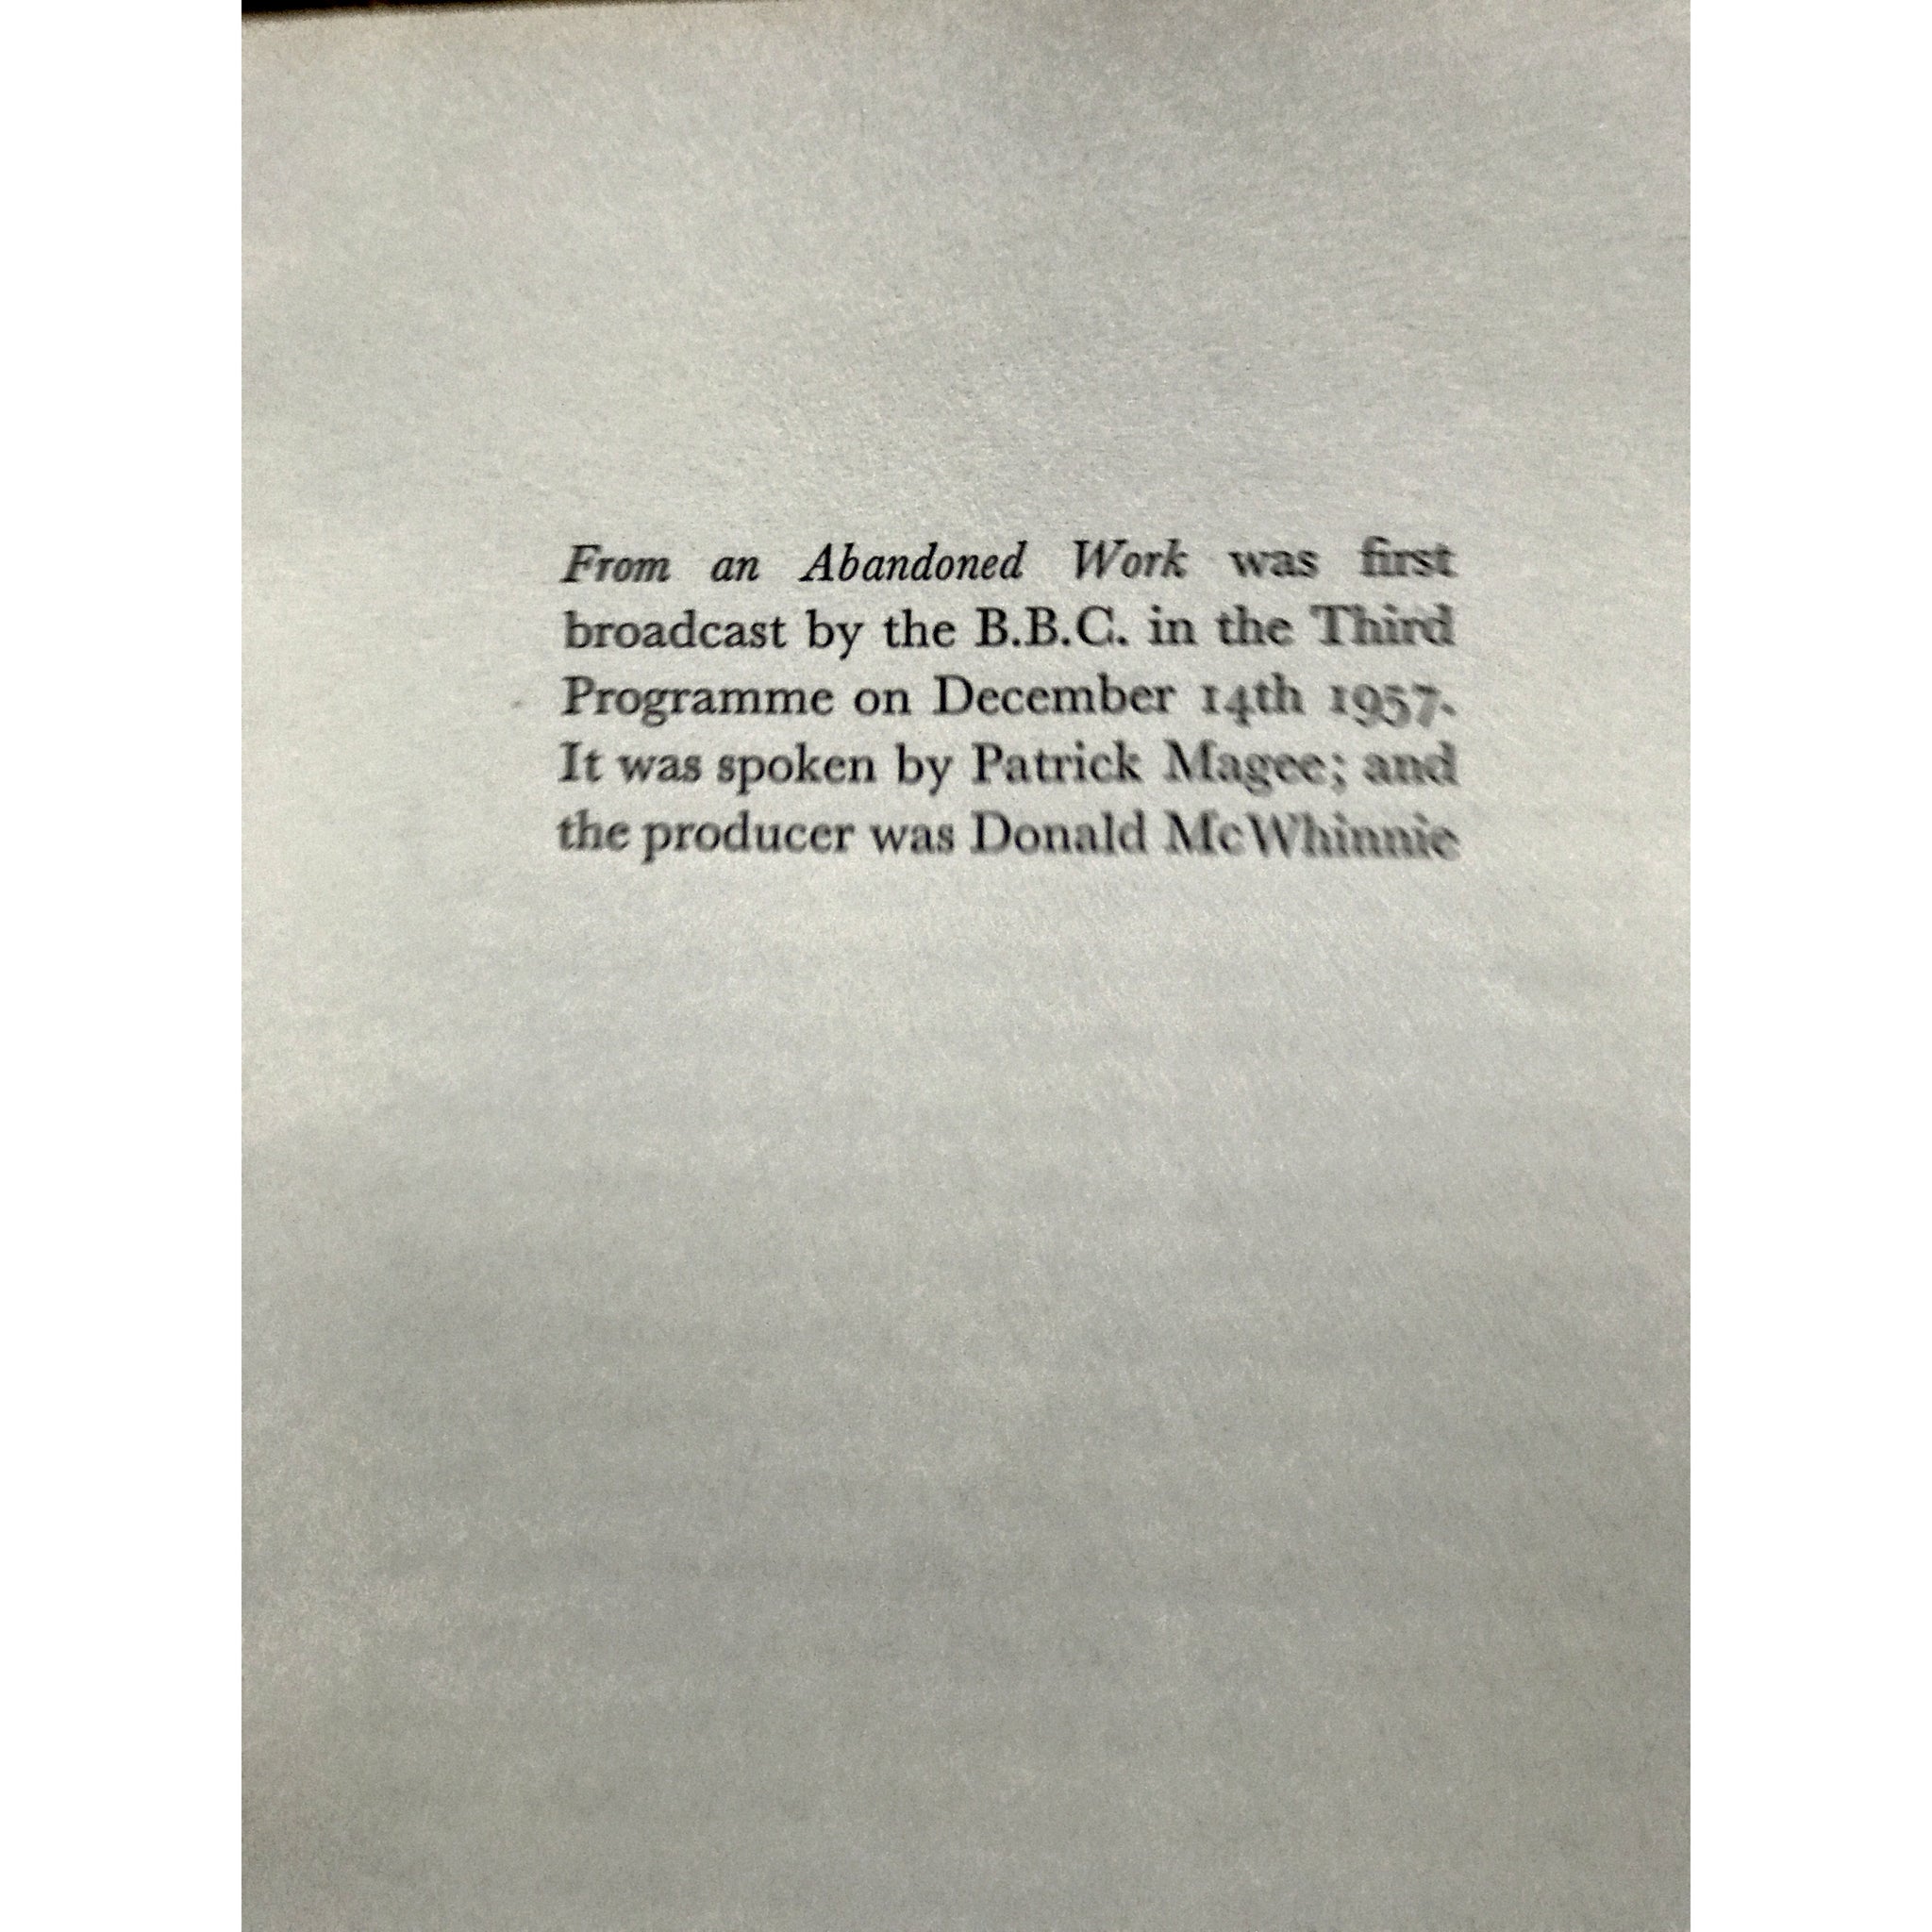 From an Abandoned Work was first
broadcast by the B.B.C. in the Third
Programme on December 14th 1957.
It was spoken by Patrick Magee; and
the producer was Donald McWhinnie